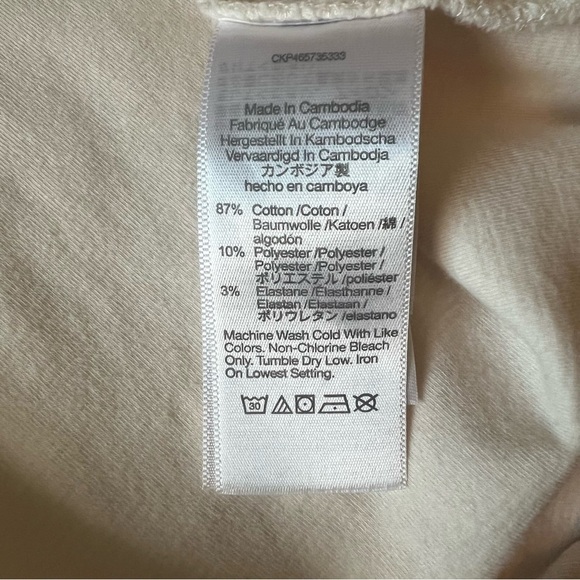 CKP465735333
Made In Cambodia
Fabriqué Au Cambodge
Hergestellt In Kambodscha
Vervaardigd In Cambodja
カンボジア製
hecho en camboya
87% Cotton /Coton /
Baumwolle /Katoen /綿 /
algodón
10% Polyester /Polyester /
Polyester /Polyester /
ポリエステル /poliéster
3% Elastane /Elasthanne /
Elastan /Elastaan /
ポリウレタン /elastano
Machine Wash Cold With Like
Colors. Non-Chlorine Bleach
Only. Tumble Dry Low. Iron
On Lowest Setting.
30